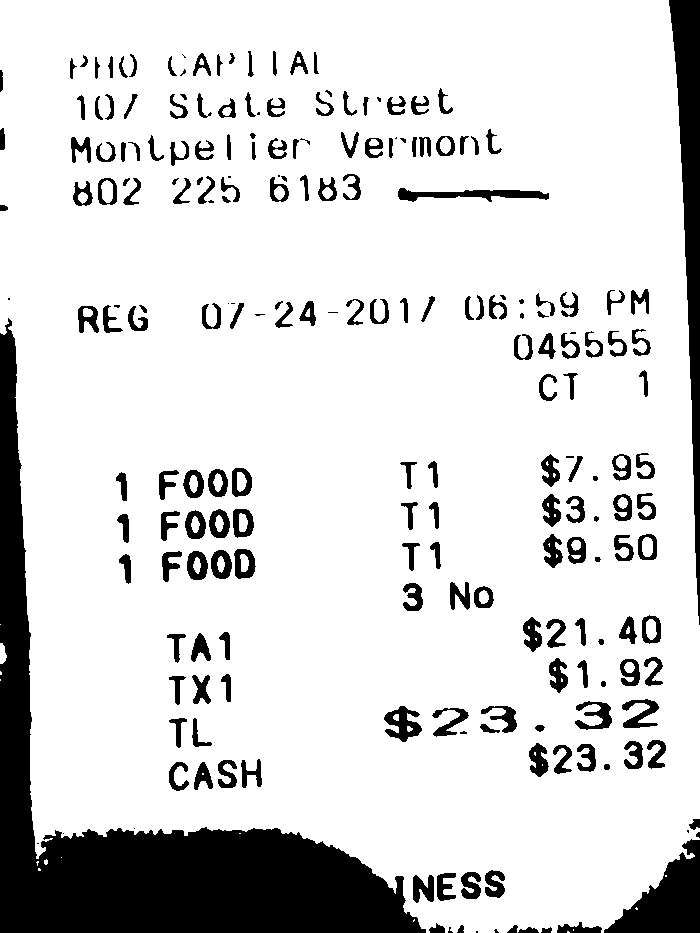 PHO CAPITAL
107 State Street
Montpelier Vermont
802 225 6183
REG 07-24-2017 06:59 PM
045555
CT 1
1 FOOD T1 $7.95
1 FOOD T1 $3.95
1 FOOD T1 $9.50
3 No
TA1 $21.40
TX1 $1.92
TL $23.32
CASH $23.32
INESS